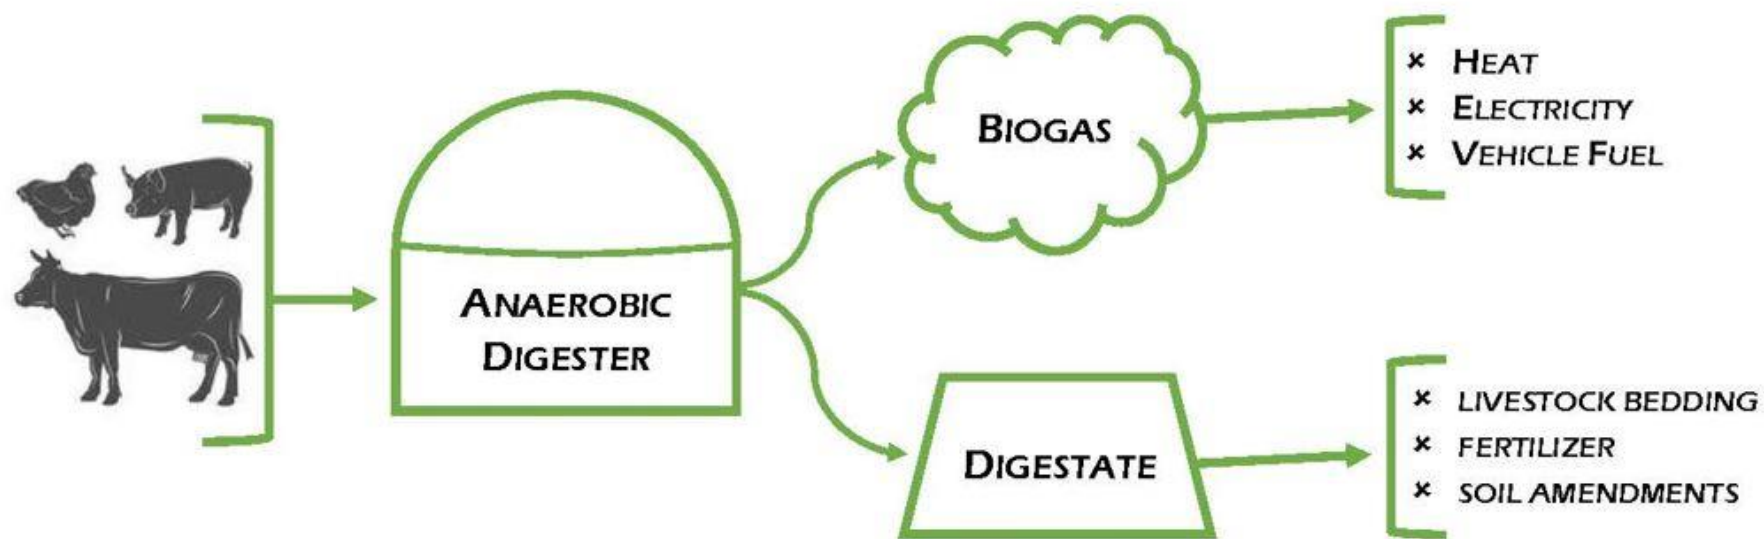 ANAEROBIC
DIGESTER
BIOGAS
× HEAT
× ELECTRICITY
× VEHICLE FUEL
DIGESTATE
× LIVESTOCK BEDDING
× FERTILIZER
× SOIL AMENDMENTS